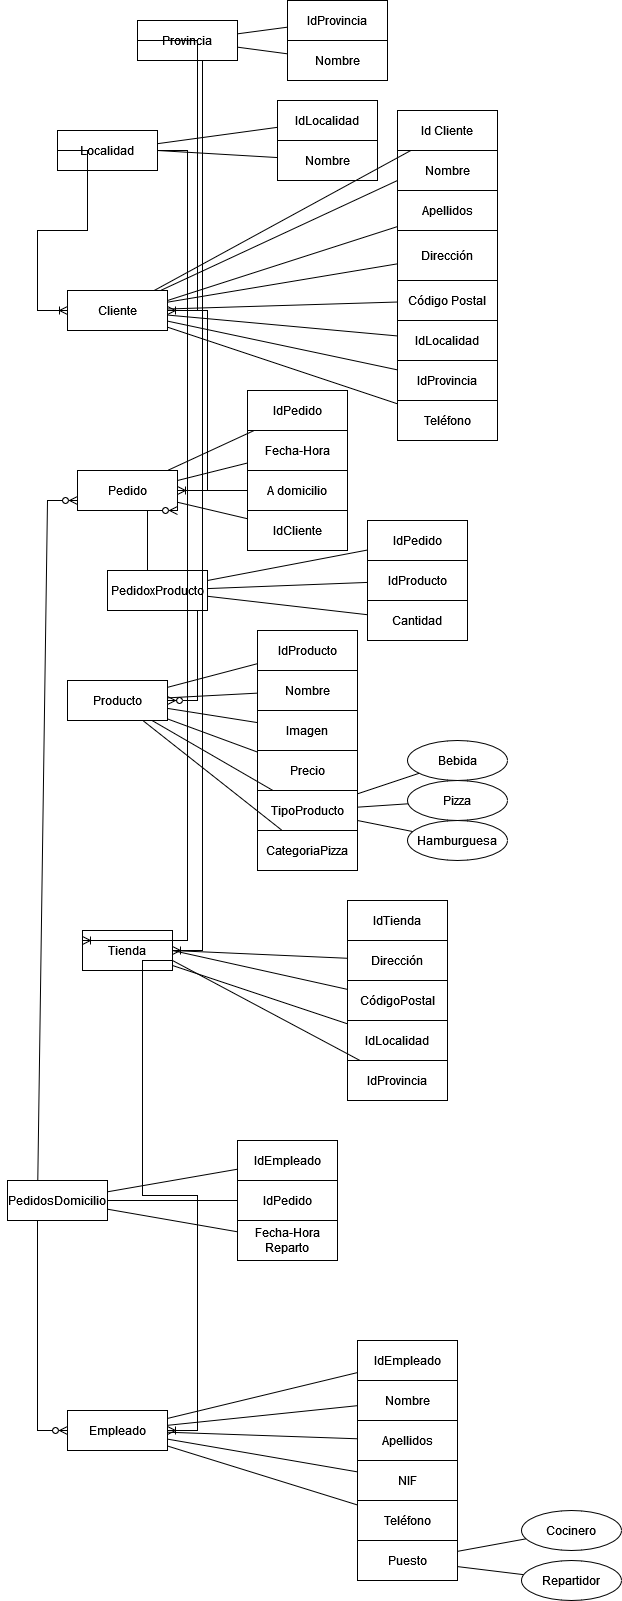 IdProvincia
Provincia
Nombre
IdLocalidad
Localidad
Nombre
Id Cliente
Nombre
Apellidos
Dirección
Código Postal
Cliente
IdLocalidad
IdProvincia
Teléfono
IdPedido
Fecha-Hora
Pedido
A domicilio
IdCliente
IdPedido
PedidoxProducto
IdProducto
Cantidad
IdProducto
Producto
Nombre
Imagen
Precio
TipoProducto
CategoriaPizza
Bebida
Pizza
Hamburguesa
IdTienda
Tienda
Dirección
CódigoPostal
IdLocalidad
IdProvincia
IdEmpleado
PedidosDomicilio
IdPedido
Fecha-Hora
Reparto
IdEmpleado
Nombre
Empleado
Apellidos
NIF
Teléfono
Puesto
Cocinero
Repartidor